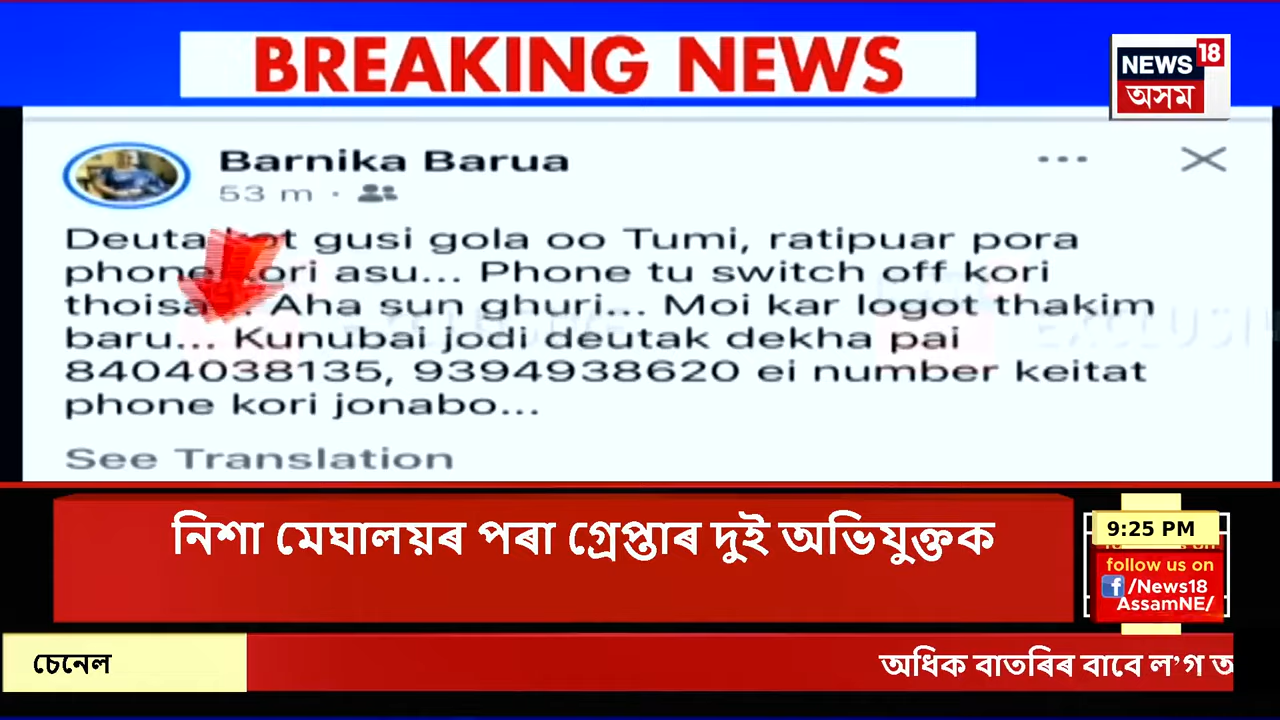 BREAKING NEWS
NEWS 18
অসম
Barnika Barua
53 m ·
Deuta kot gusi gola oo Tumi, ratipuar pora
phone kori asu... Phone tu switch off kori
thoisa... Aha sun ghuri... Moi kar logot thakim
baru... Kunubai jodi deutak dekha pai
8404038135, 9394938620 ei number keitat
phone kori jonabo...
See Translation
নিশা মেঘালয়ৰ পৰা গ্ৰেপ্তাৰ দুই অভিযুক্তক
9:25 PM
follow us on
f /News18
AssamNE/
চেনেল
অধিক বাতৰিৰ বাবে ল’গ